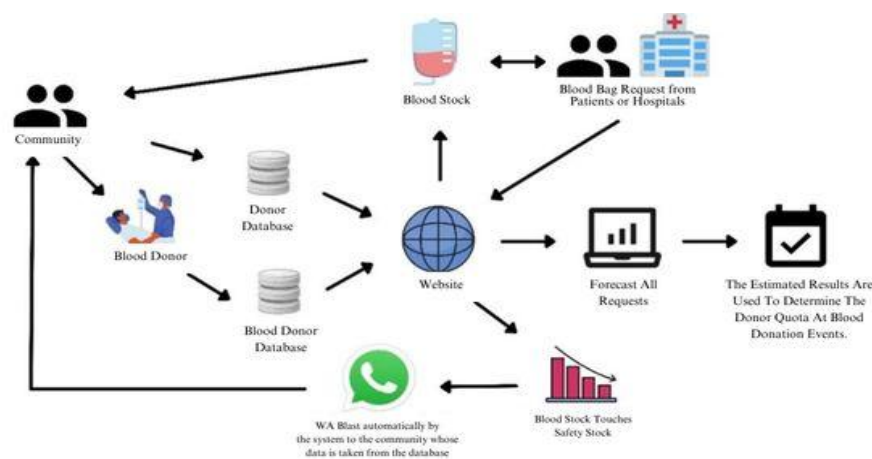 Blood Stock
Blood Bag Request from
Patients or Hospitals
Community
Donor
Database
Blood Donor
Website
Forecast All
Requests
The Estimated Results Are
Used To Determine The
Donor Quota At Blood
Donation Events.
Blood Donor
Database
WA Blast automatically by
the system to the community whose
data is taken from the database
Blood Stock Touches
Safety Stock